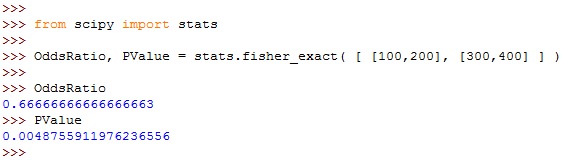 >>>
>>> from scipy import stats
>>>
>>> OddsRatio, PValue = stats.fisher_exact( [ [100,200], [300,400] ] )
>>>
>>> OddsRatio
0.66666666666666663
>>> PValue
0.0048755911976236556
>>>